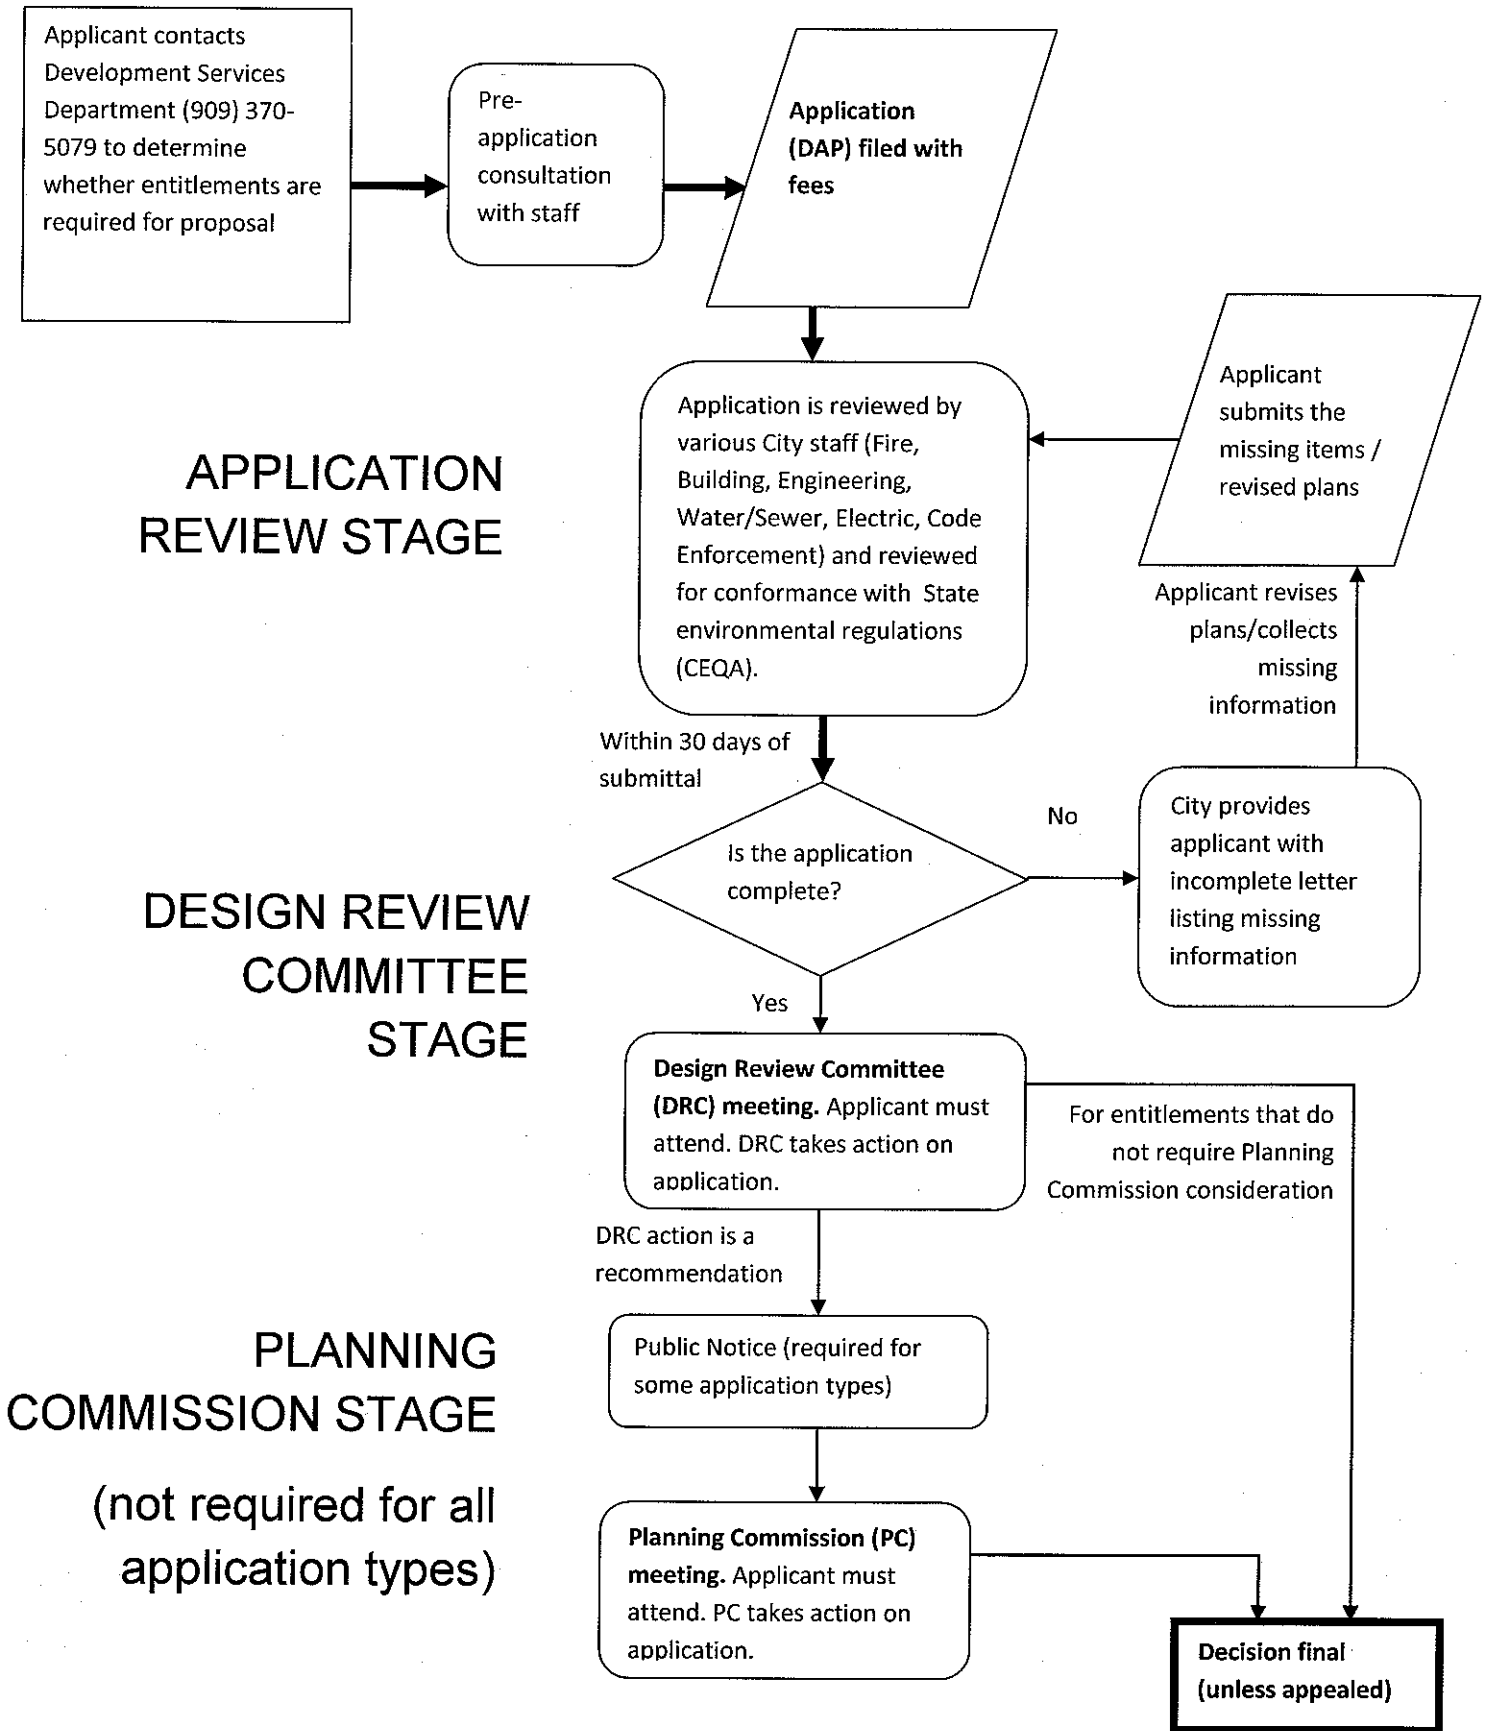 Applicant contacts
Development Services
Department (909) 370-
5079 to determine
whether entitlements are
required for proposal
Pre-
application
consultation
with staff
Application
(DAP) filed with
fees
Applicant
submits the
missing items /
revised plans
APPLICATION
REVIEW STAGE
Application is reviewed by
various City staff (Fire,
Building, Engineering,
Water/Sewer, Electric, Code
Enforcement) and reviewed
for conformance with State
environmental regulations
(CEQA).
Applicant revises
plans/collects
missing
information
Within 30 days of
submittal
Is the application
complete?
No
City provides
applicant with
incomplete letter
listing missing
information
DESIGN REVIEW
COMMITTEE
STAGE
Yes
Design Review Committee
(DRC) meeting. Applicant must
attend. DRC takes action on
application.
For entitlements that do
not require Planning
Commission consideration
DRC action is a
recommendation
PLANNING
COMMISSION STAGE
(not required for all
application types)
Public Notice (required for
some application types)
Planning Commission (PC)
meeting. Applicant must
attend. PC takes action on
application.
Decision final
(unless appealed)